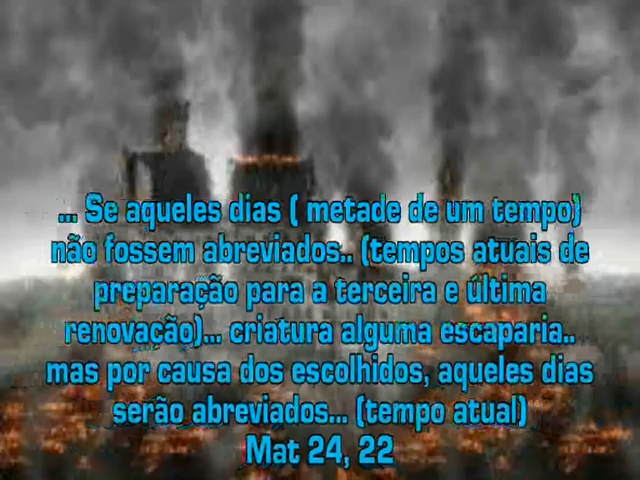 ... Se aqueles dias ( metade de um tempo)
não fossem abreviados.. (tempos atuais de
preparação para a terceira e última
renovação)... criatura alguma escaparia..
mas por causa dos escolhidos, aqueles dias
serão abreviados... (tempo atual)
Mat 24, 22